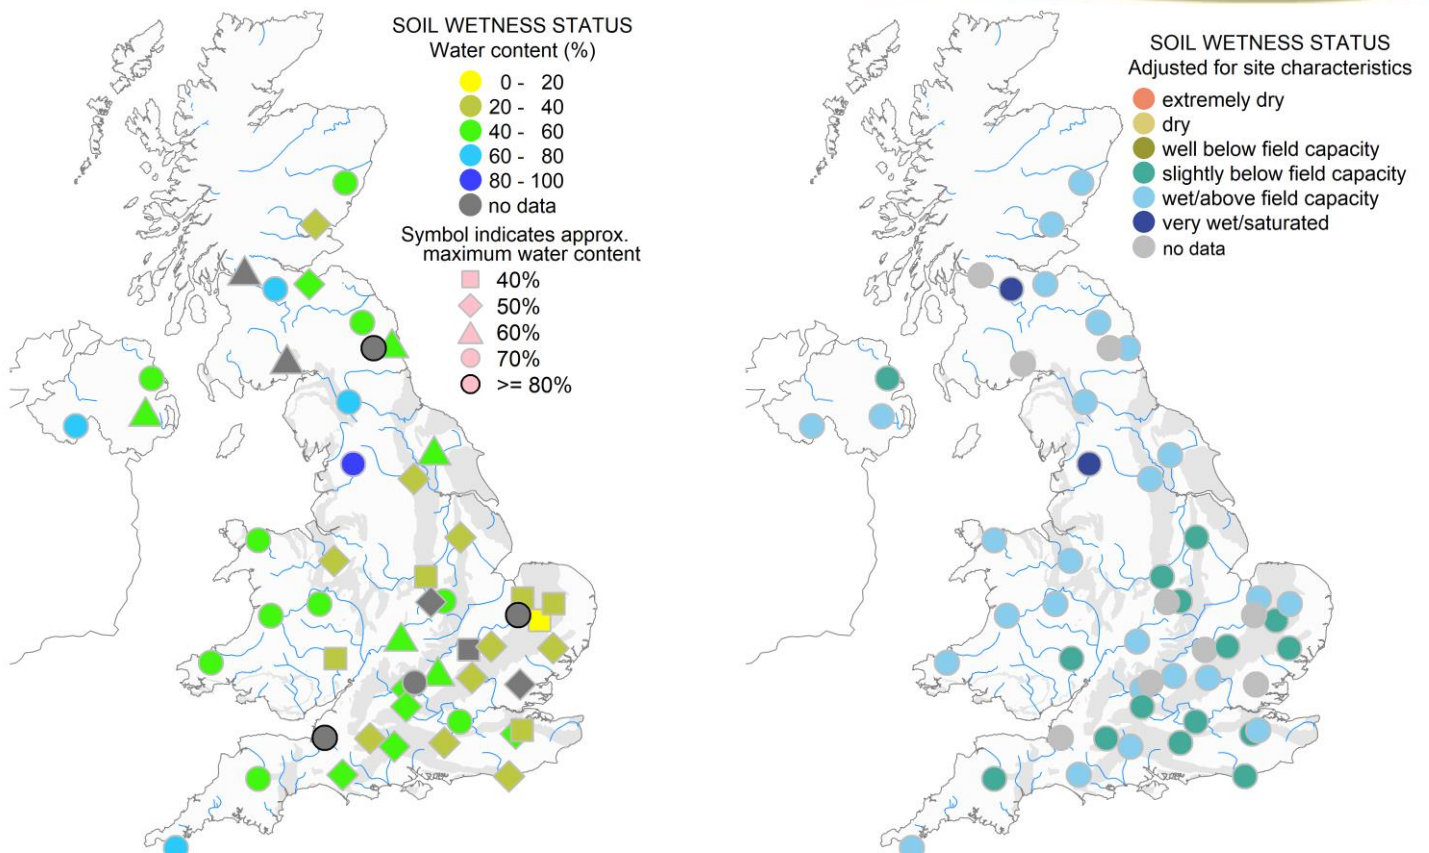 SOIL WETNESS STATUS
Water content (%)
0 - 20
20 - 40
40 - 60
60 - 80
80 - 100
no data
Symbol indicates approx.
maximum water content
40%
50%
60%
70%
>= 80%
SOIL WETNESS STATUS
Adjusted for site characteristics
extremely dry
dry
well below field capacity
slightly below field capacity
wet/above field capacity
very wet/saturated
no data